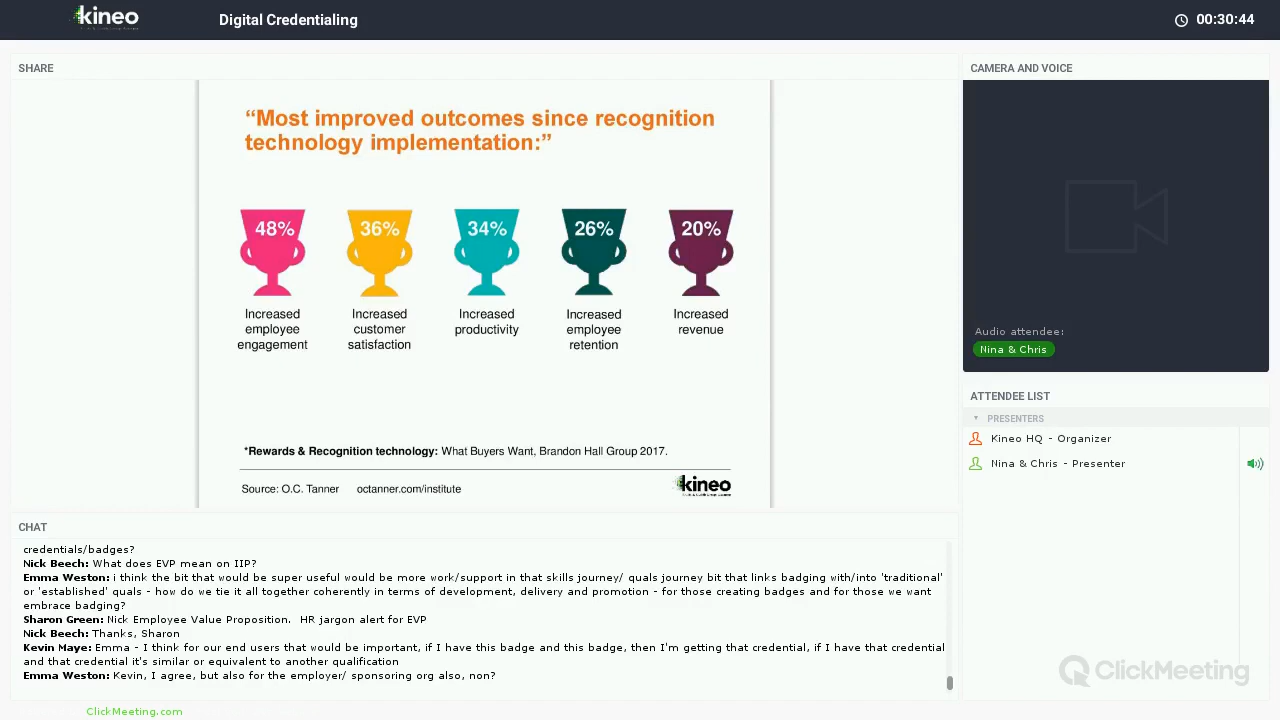 kineo
Digital Credentialing
00:30:44
SHARE
“Most improved outcomes since recognition
technology implementation:”
48%
36%
34%
26%
20%
Increased
employee
engagement
Increased
customer
satisfaction
Increased
productivity
Increased
employee
retention
Increased
revenue
*Rewards & Recognition technology: What Buyers Want, Brandon Hall Group 2017.
Source: O.C. Tanner octanner.com/institute
kineo
CAMERA AND VOICE
Audio attendee:
Nina & Chris
ATTENDEE LIST
PRESENTERS
Kineo HQ - Organizer
Nina & Chris - Presenter
CHAT
credentials/badges?
Nick Beech: What does EVP mean on IIP?
Emma Weston: i think the bit that would be super useful would be more work/support in that skills journey/ quals journey bit that links badging with/into 'traditional'
or 'established' quals - how do we tie it all together coherently in terms of development, delivery and promotion - for those creating badges and for those we want
embrace badging?
Sharon Green: Nick Employee Value Proposition. HR jargon alert for EVP
Nick Beech: Thanks, Sharon
Kevin Maye: Emma - I think for our end users that would be important, if I have this badge and this badge, then I'm getting that credential, if I have that credential
and that credential it's similar or equivalent to another qualification
Emma Weston: Kevin, I agree, but also for the employer/ sponsoring org also, non?
ClickMeeting
ClickMeeting.com